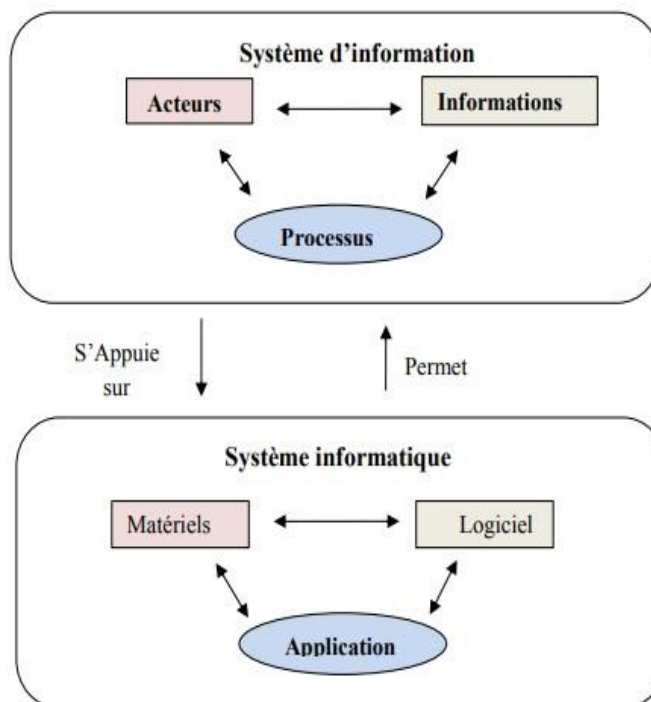 Système d’information
Acteurs
Informations
Processus
S’Appuie
sur
Permet
Système informatique
Matériels
Logiciel
Application